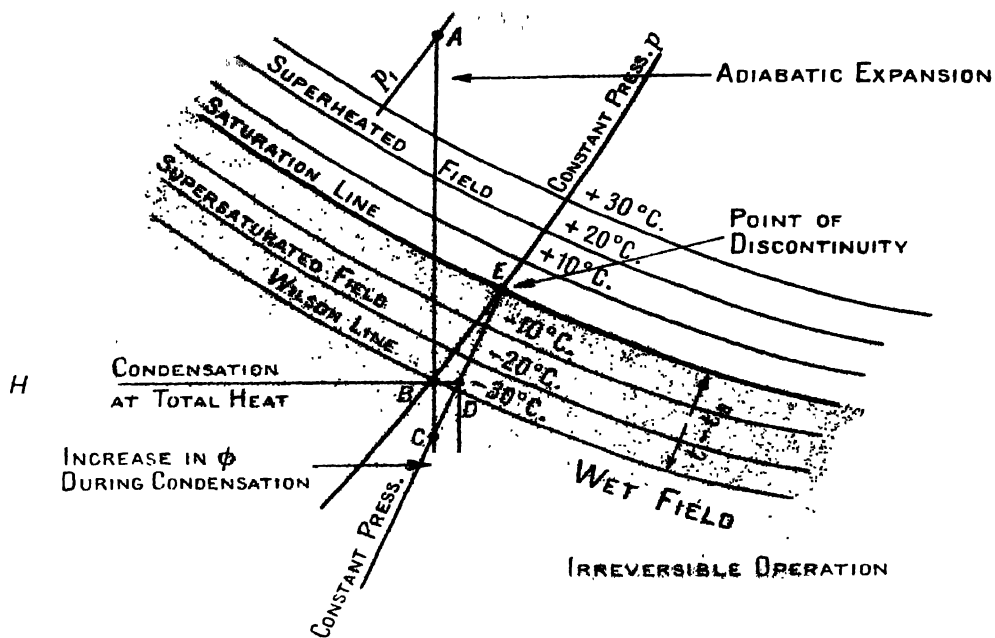 A
p₁
CONSTANT PRESS. p
ADIABATIC EXPANSION
SUPERHEATED FIELD
SATURATION LINE
SUPERSATURATED FIELD
WILSON LINE
+30°C.
+20°C.
+10°C.
POINT OF
DISCONTINUITY
E
-10°C.
-20°C.
-30°C.
H
CONDENSATION
AT TOTAL HEAT
B
D
C
INCREASE IN ϕ
DURING CONDENSATION
CONSTANT PRESS.
WET FIELD
IRREVERSIBLE OPERATION